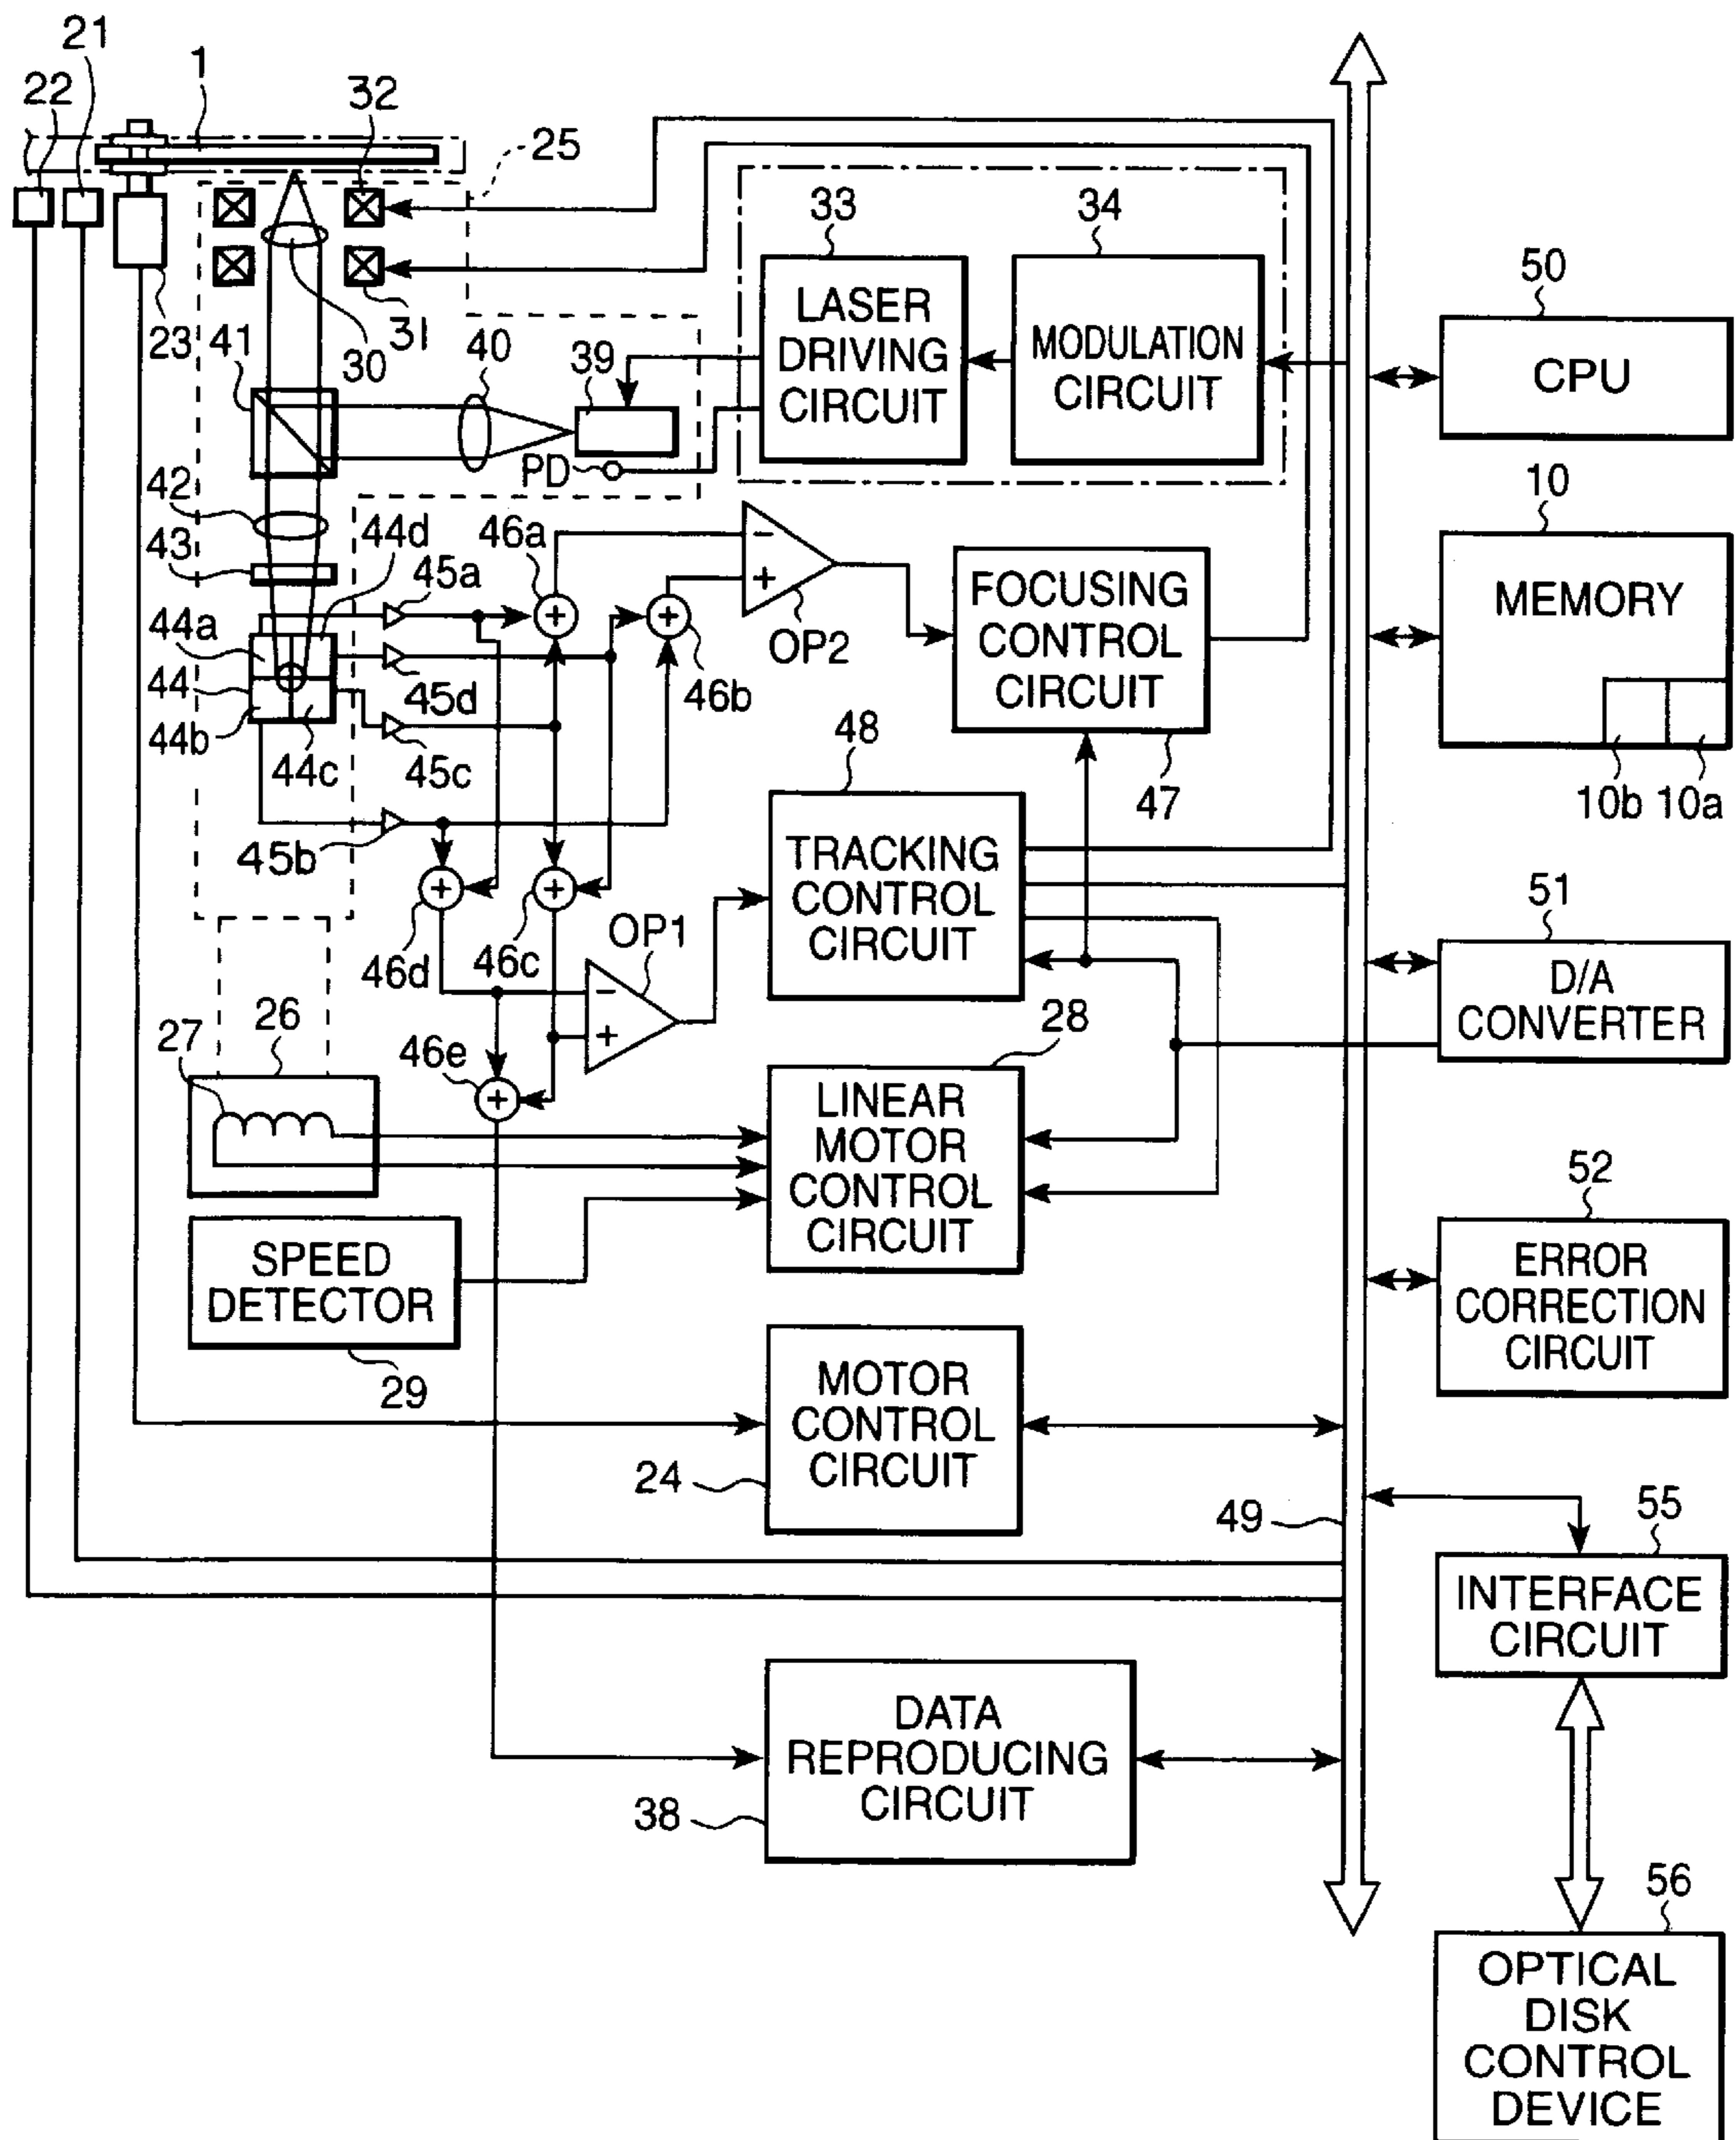 21
1
22
32
25
33
34
LASER
DRIVING
CIRCUIT
MODULATION
CIRCUIT
50
CPU
23
41
30
31
40
39
PD
42
43
44d
46a
45a
44a
44
44b
44c
45d
45c
45b
46b
−
+
OP2
FOCUSING
CONTROL
CIRCUIT
47
10
MEMORY
10b
10a
48
TRACKING
CONTROL
CIRCUIT
+
+
+
+
46d
46c
OP1
−
+
51
D/A
CONVERTER
26
27
46e
+
28
LINEAR
MOTOR
CONTROL
CIRCUIT
52
ERROR
CORRECTION
CIRCUIT
SPEED
DETECTOR
29
MOTOR
CONTROL
CIRCUIT
24
49
55
INTERFACE
CIRCUIT
DATA
REPRODUCING
CIRCUIT
38
56
OPTICAL
DISK
CONTROL
DEVICE